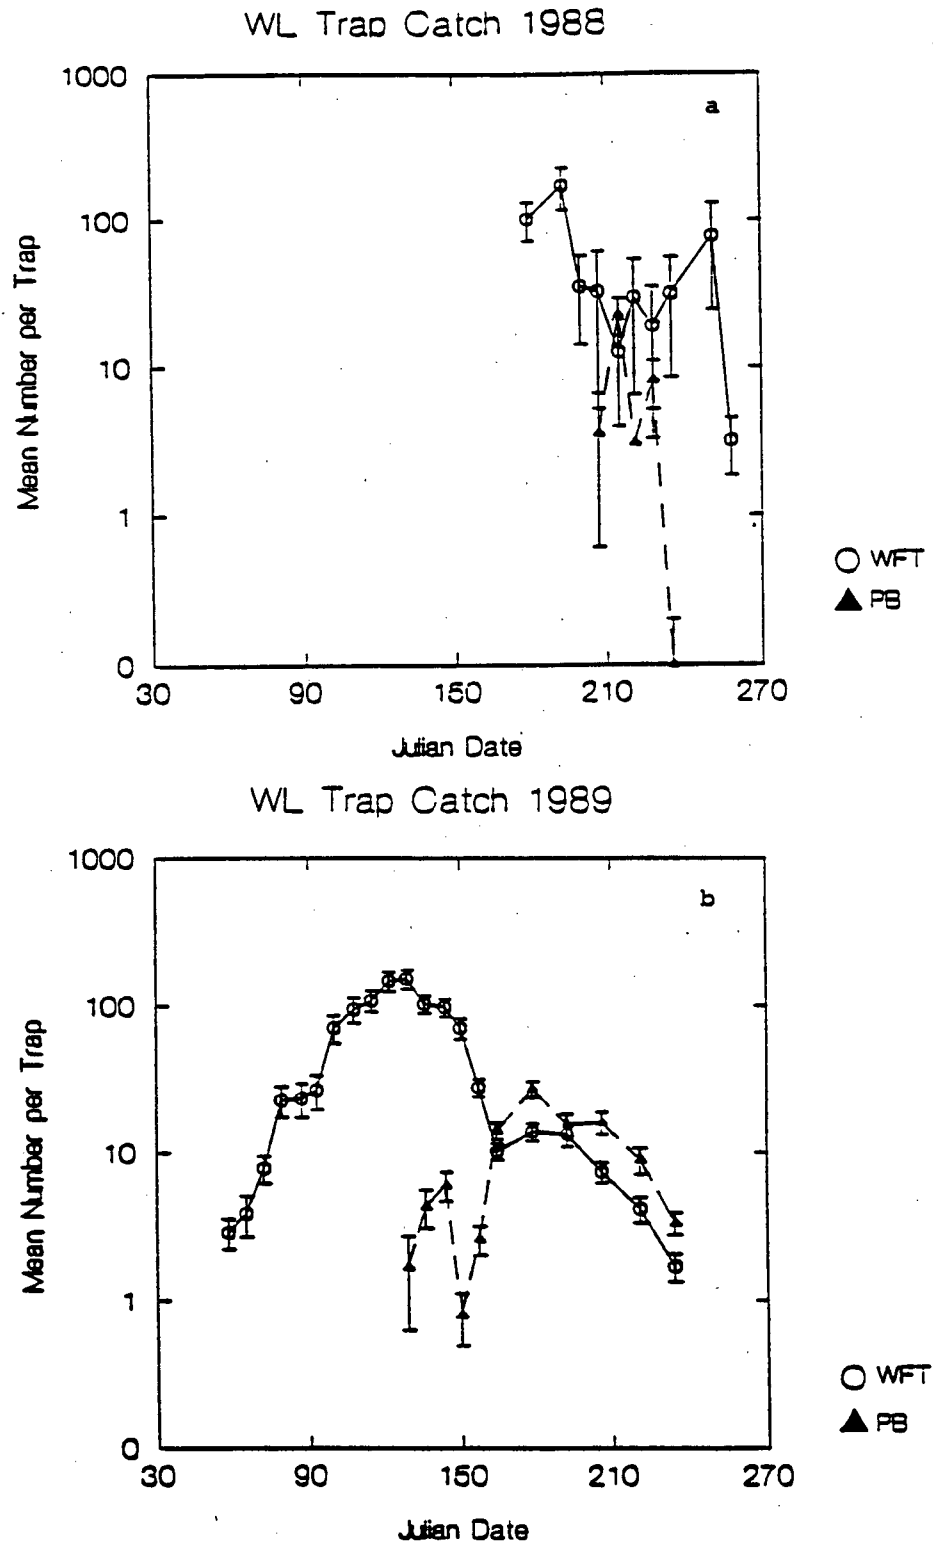 WL Trap Catch 1988
1000
a
100
Mean Number per Trap
10
1
WFT
PB
0
30 90 150 210 270
Julian Date
WL Trap Catch 1989
1000
b
100
Mean Number per Trap
10
1
WFT
PB
0
30 90 150 210 270
Julian Date